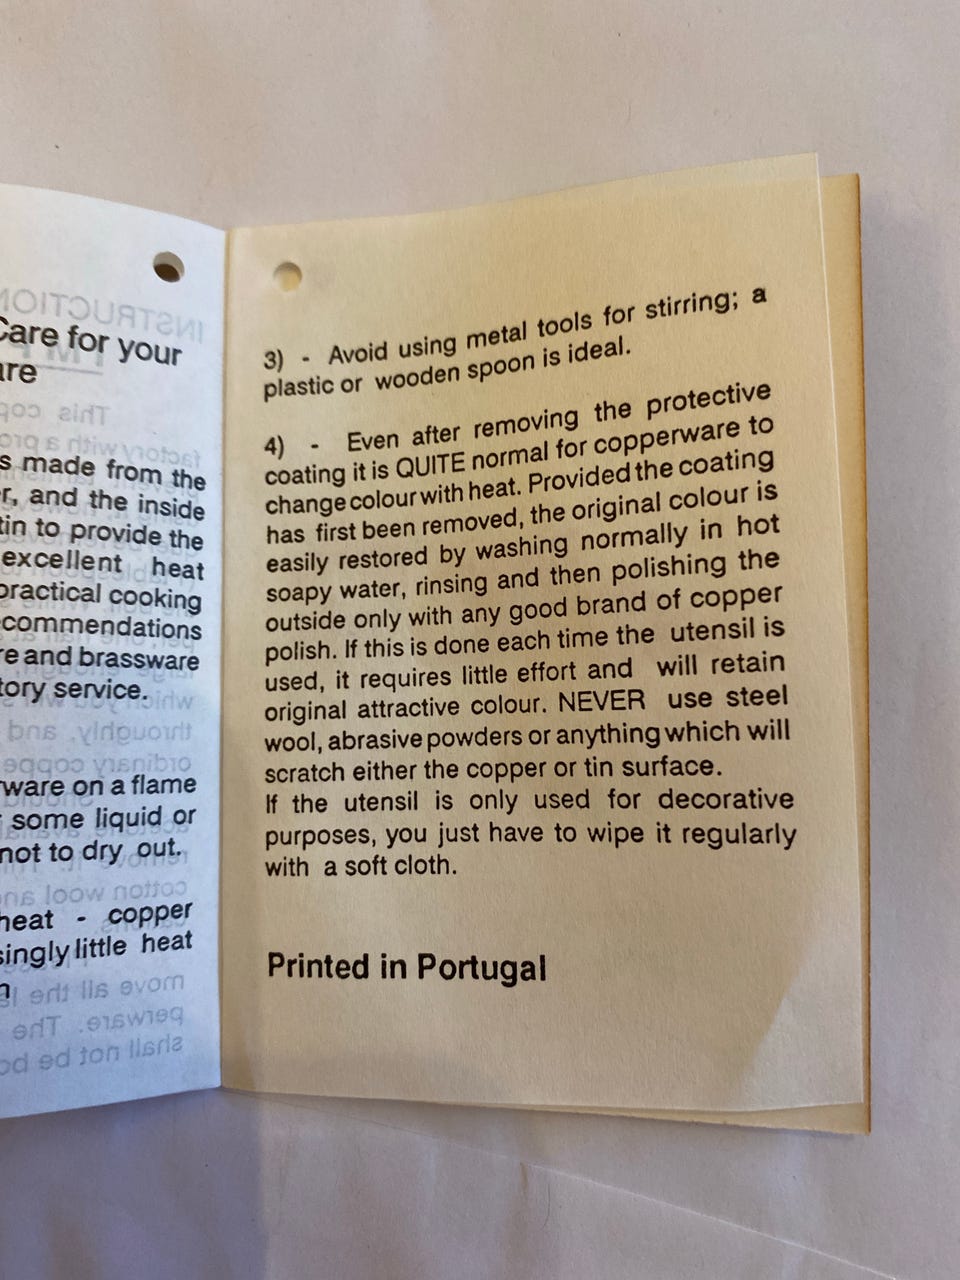 Care for your
are
s made from the
r, and the inside
tin to provide the
excellent heat
practical cooking
commendations
re and brassware
tory service.
ware on a flame
some liquid or
not to dry out.
heat - copper
singly little heat
3) - Avoid using metal tools for stirring; a
plastic or wooden spoon is ideal.
4) - Even after removing the protective
coating it is QUITE normal for copperware to
change colour with heat. Provided the coating
has first been removed, the original colour is
easily restored by washing normally in hot
soapy water, rinsing and then polishing the
outside only with any good brand of copper
polish. If this is done each time the utensil is
used, it requires little effort and will retain
original attractive colour. NEVER use steel
wool, abrasive powders or anything which will
scratch either the copper or tin surface.
If the utensil is only used for decorative
purposes, you just have to wipe it regularly
with a soft cloth.
Printed in Portugal